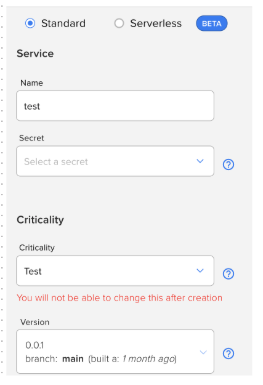 Standard Serverless BETA
Service
Name
test
Secret
Select a secret
Criticality
Criticality
Test
You will not be able to change this after creation
Version
0.0.1
branch: main (built a: 1 month ago)